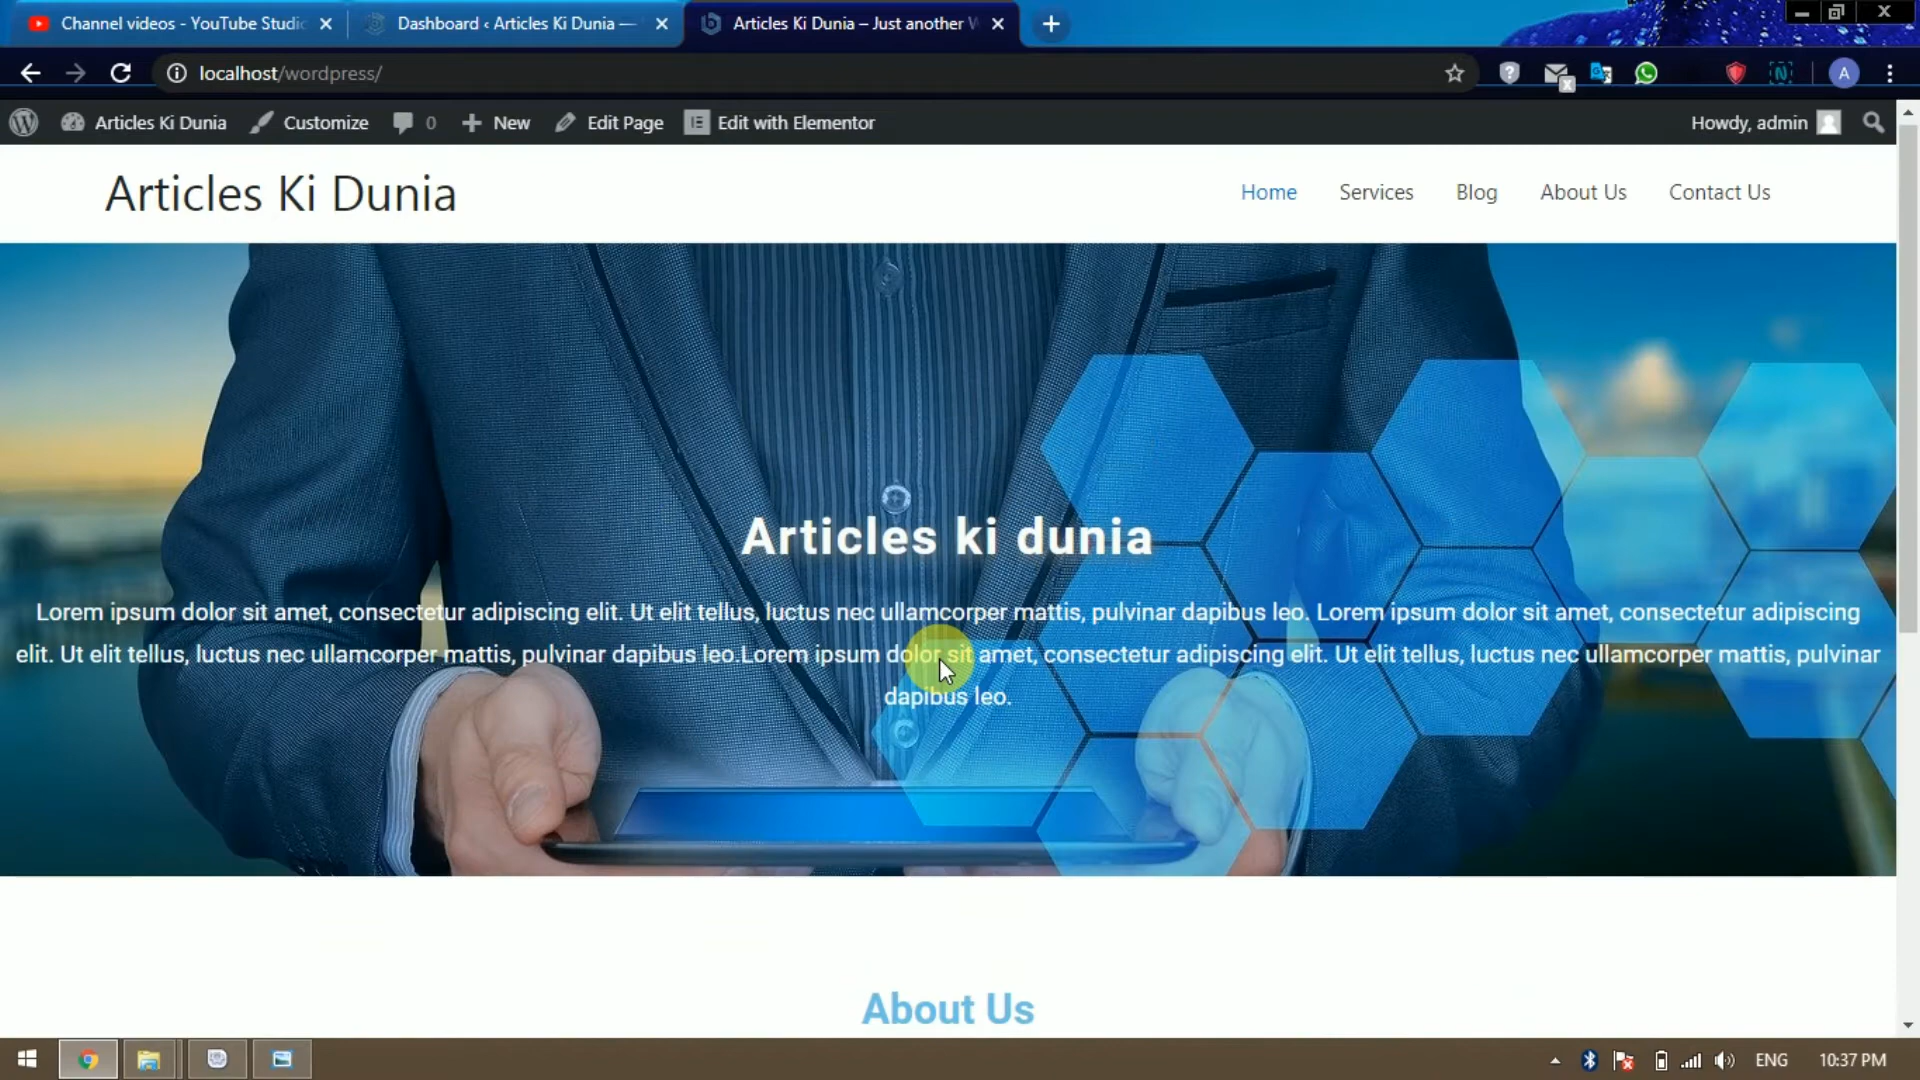 Channel videos - YouTube Studio
Dashboard ‹ Articles Ki Dunia —
Articles Ki Dunia – Just another W
localhost/wordpress/
A
Articles Ki Dunia
Customize
0
New
Edit Page
Edit with Elementor
Howdy, admin
Articles Ki Dunia
Home
Services
Blog
About Us
Contact Us
Articles ki dunia
Lorem ipsum dolor sit amet, consectetur adipiscing elit. Ut elit tellus, luctus nec ullamcorper mattis, pulvinar dapibus leo. Lorem ipsum dolor sit amet, consectetur adipiscing
elit. Ut elit tellus, luctus nec ullamcorper mattis, pulvinar dapibus leo.Lorem ipsum dolor sit amet, consectetur adipiscing elit. Ut elit tellus, luctus nec ullamcorper mattis, pulvinar
dapibus leo.
About Us
ENG
10:37 PM